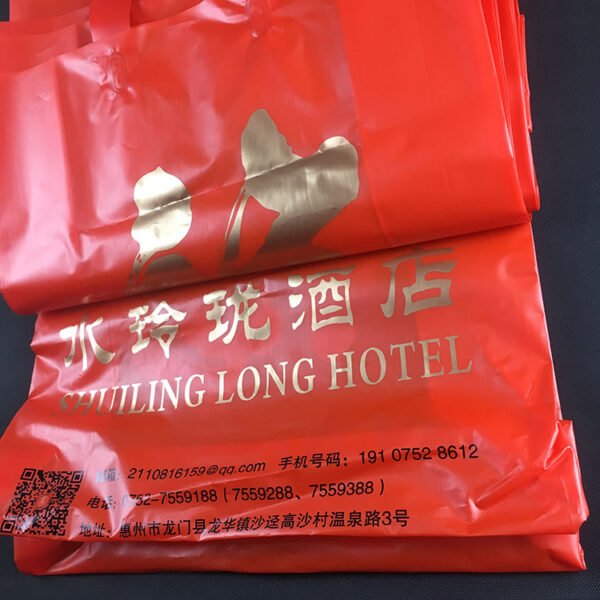 水玲珑酒店
SHUILING LONG HOTEL
邮箱：2110816159@qq.com 手机号码：191 0752 8612
电话：0752-7559188（7559288、7559388）
地址：惠州市龙门县龙华镇沙迳高沙村温泉路3号